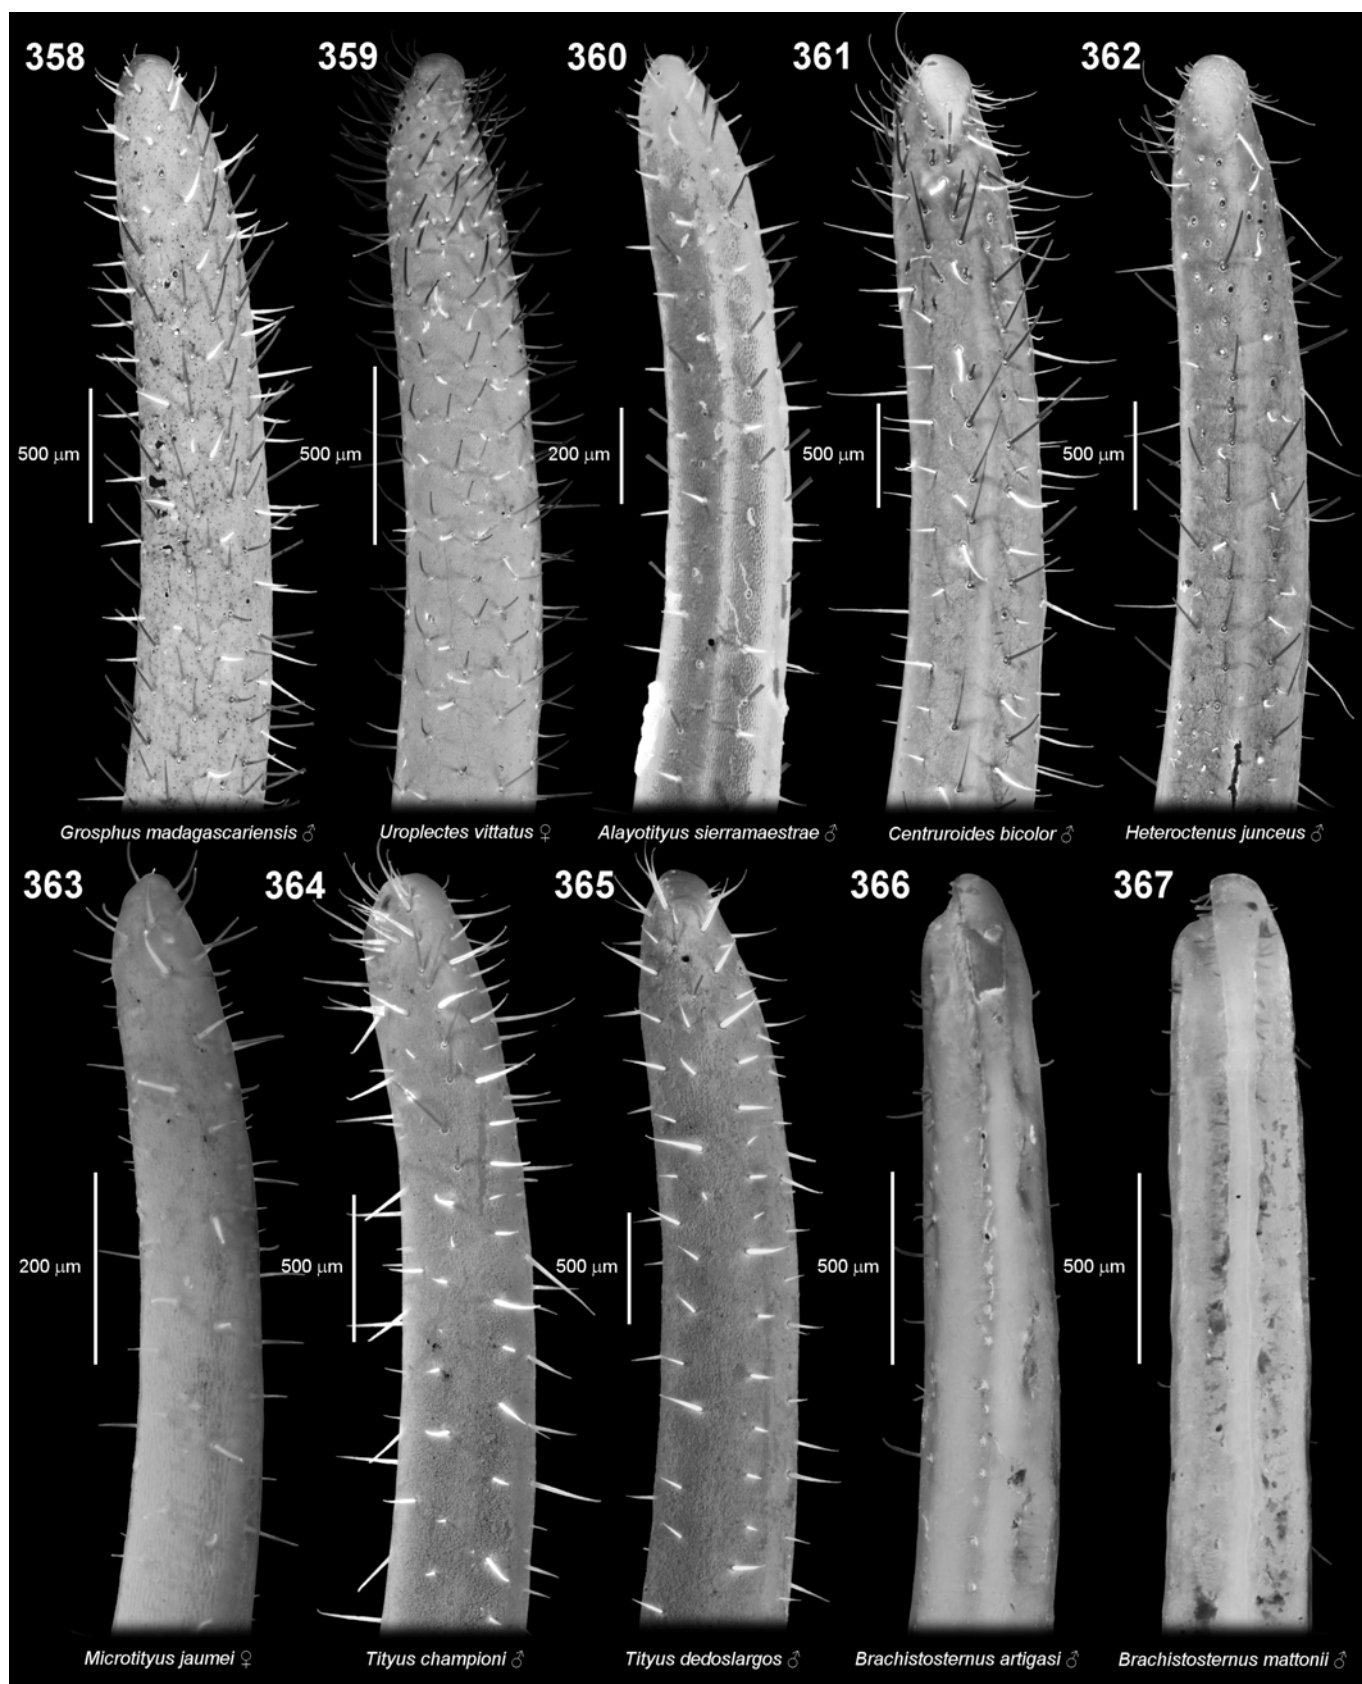 358 359 360 361 362
500 μm 500 μm 200 μm 500 μm 500 μm
Grosphus madagascariensis ♂ Uroplectes vittatus ♀ Alayotityus sierramaestrae ♂ Centruroides bicolor ♂ Heteroctenus junceus ♂
363 364 365 366 367
200 μm 500 μm 500 μm 500 μm 500 μm
Microtityus jaumei ♀ Tityus championi ♂ Tityus dedoslargos ♂ Brachistosternus artigasi ♂ Brachistosternus mattonii ♂